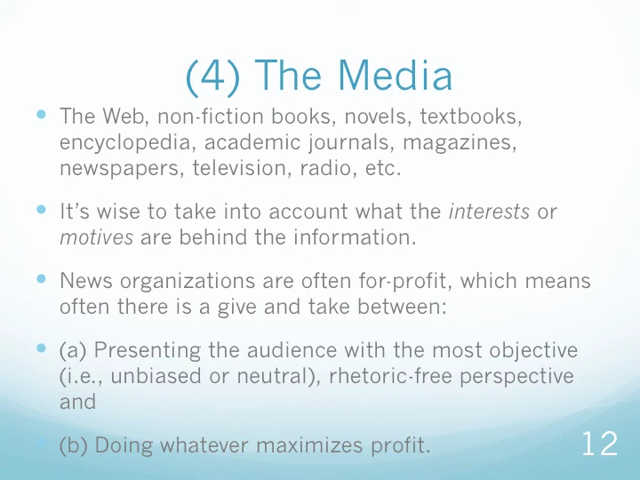 (4) The Media
• The Web, non-fiction books, novels, textbooks,
encyclopedia, academic journals, magazines,
newspapers, television, radio, etc.
• It’s wise to take into account what the interests or
motives are behind the information.
• News organizations are often for-profit, which means
often there is a give and take between:
• (a) Presenting the audience with the most objective
(i.e., unbiased or neutral), rhetoric-free perspective
and
• (b) Doing whatever maximizes profit.
12